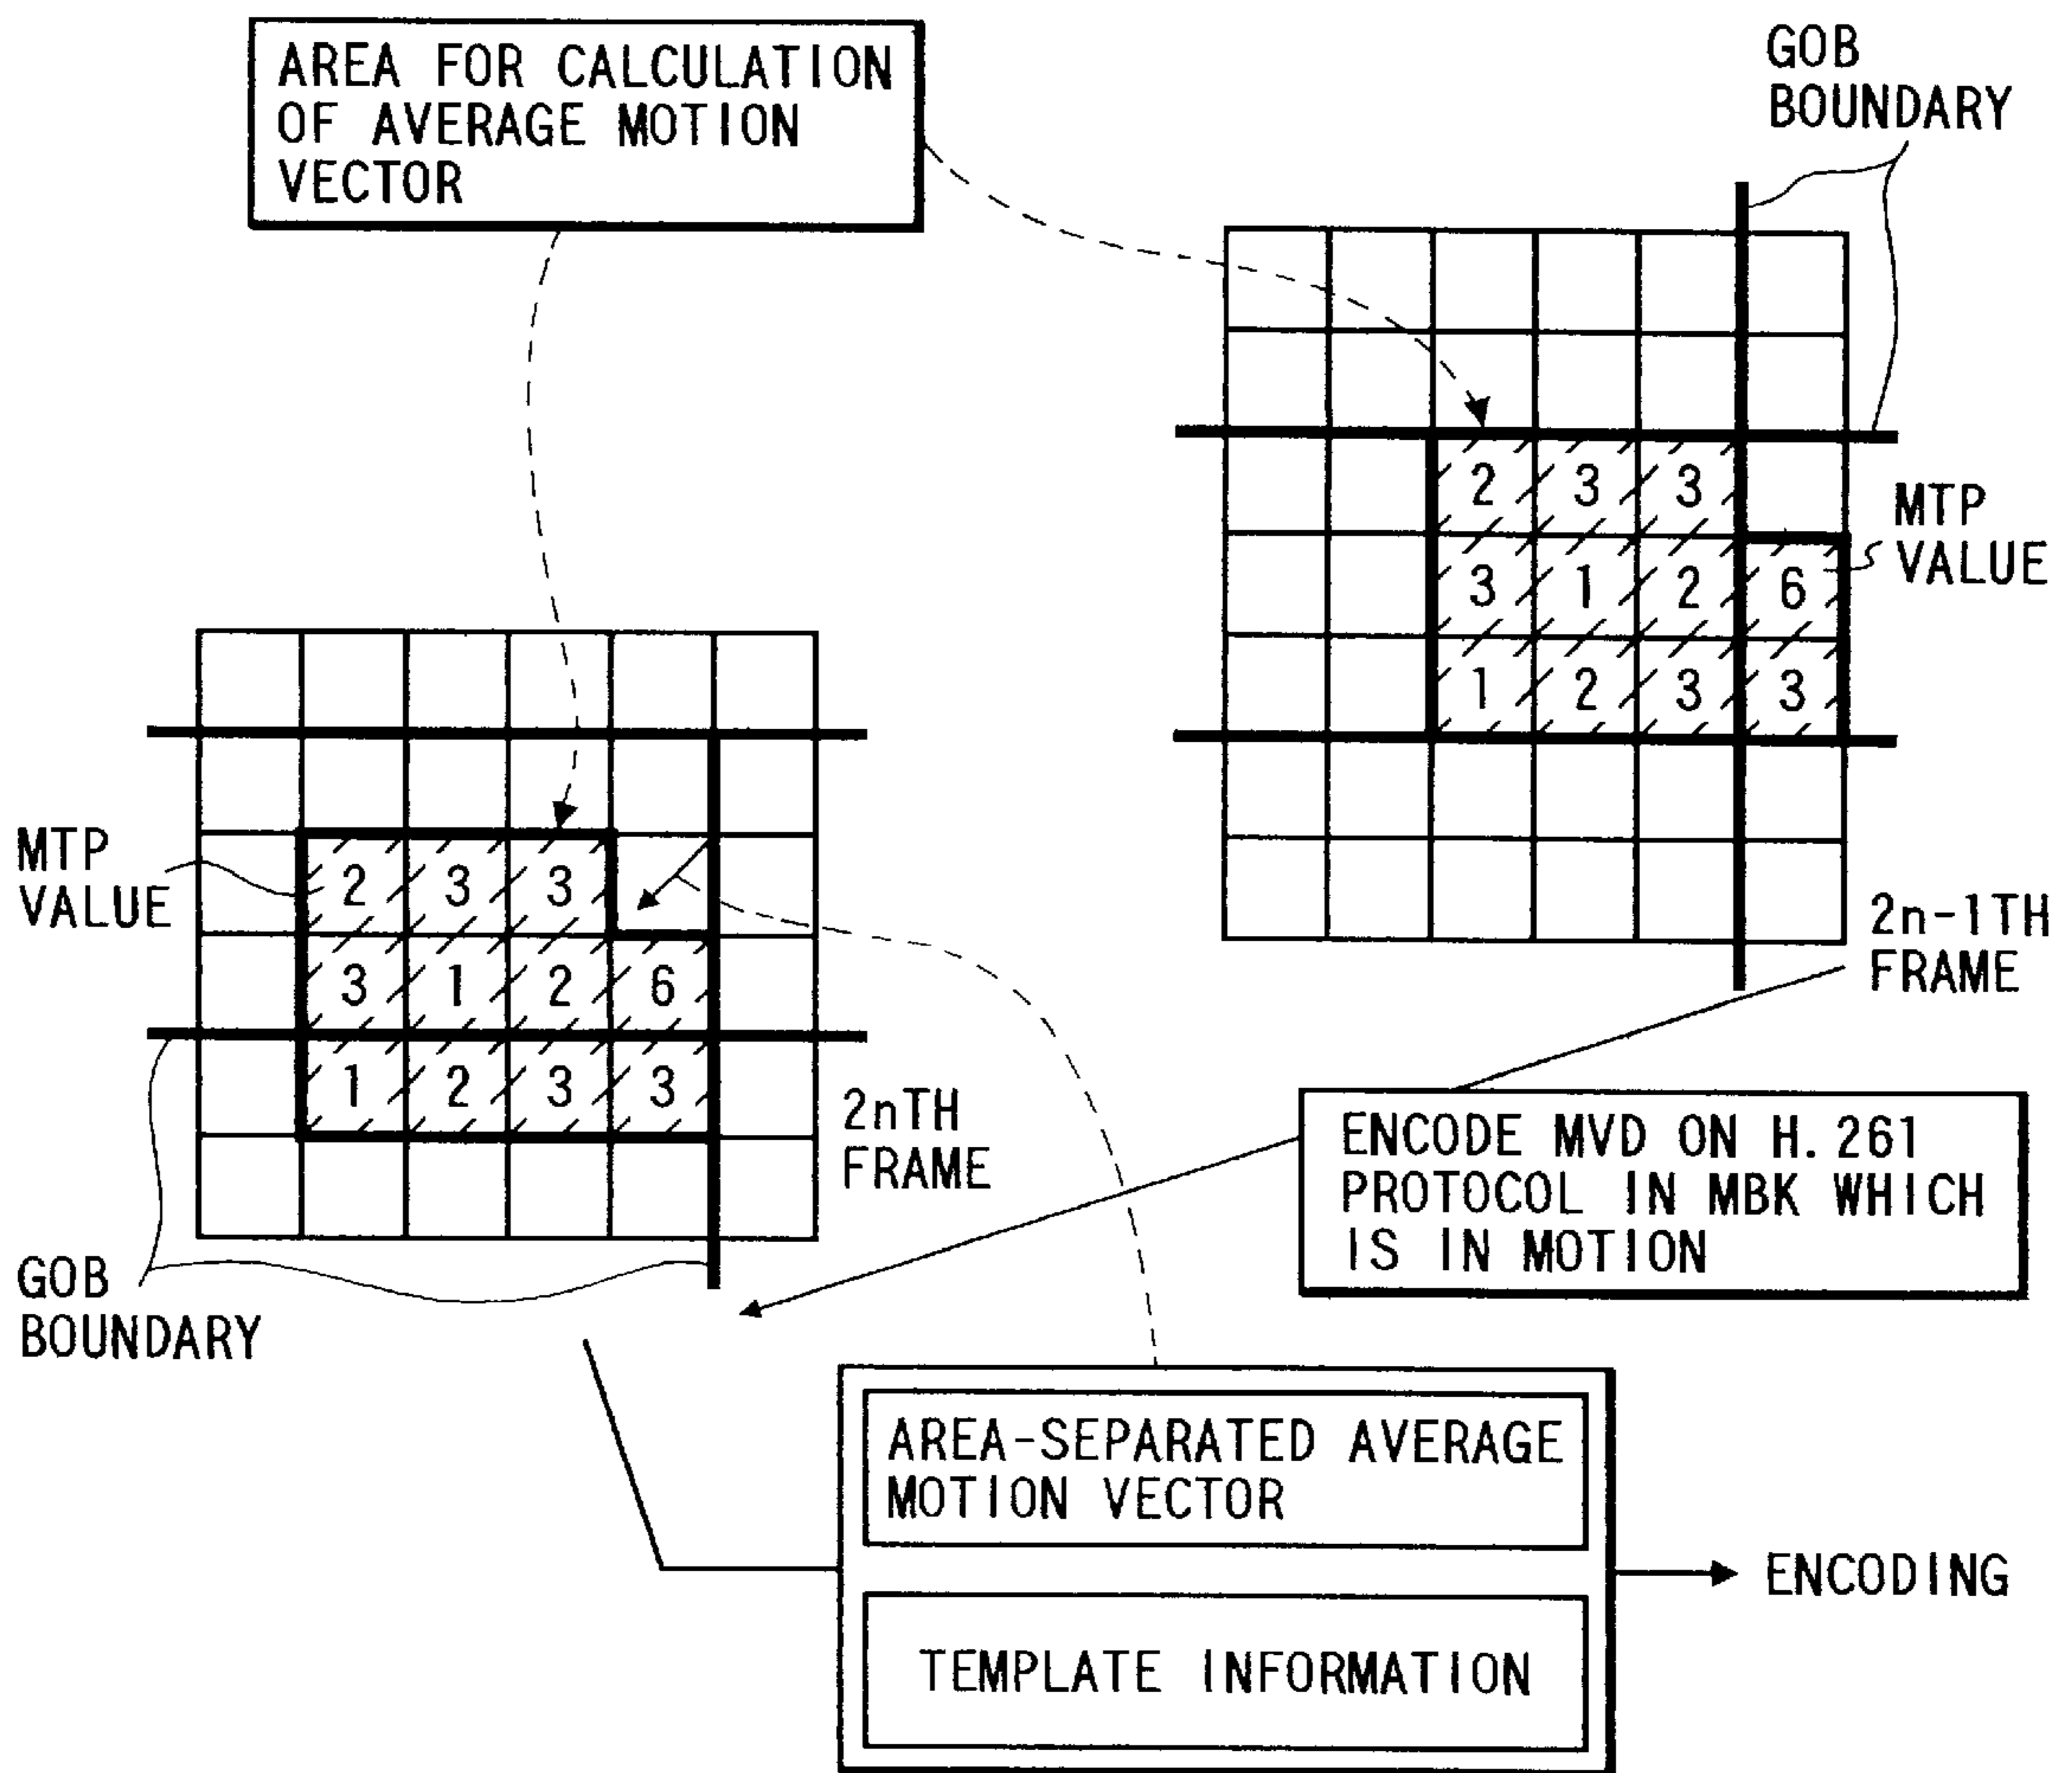 AREA FOR CALCULATION
OF AVERAGE MOTION
VECTOR
GOB
BOUNDARY
2 3 3
3 1 2 6
1 2 3 3
MTP
VALUE
2n-1TH
FRAME
MTP
VALUE
2 3 3
3 1 2 6
1 2 3 3
2nTH
FRAME
GOB
BOUNDARY
ENCODE MVD ON H.261
PROTOCOL IN MBK WHICH
IS IN MOTION
AREA-SEPARATED AVERAGE
MOTION VECTOR
TEMPLATE INFORMATION
ENCODING